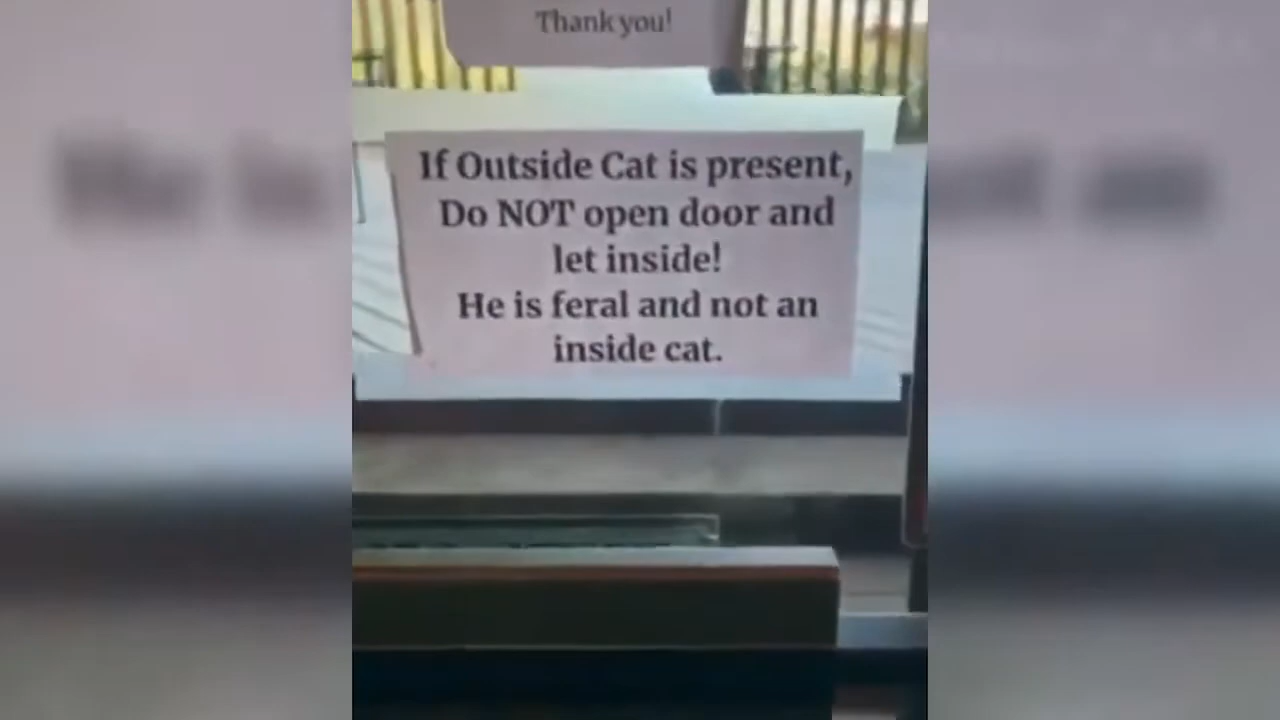 Thank you!
If Outside Cat is present,
Do NOT open door and
let inside!
He is feral and not an
inside cat.